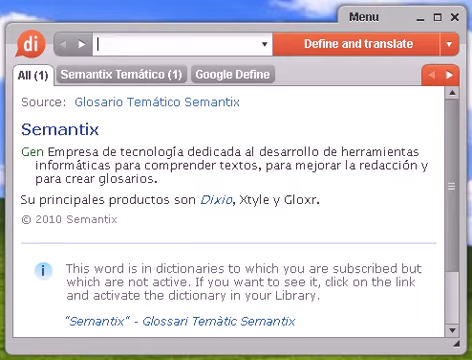 Menu
di
Define and translate
All (1)
Semantix Temático (1)
Google Define
Source: Glosario Temático Semantix
Semantix
Gen Empresa de tecnología dedicada al desarrollo de herramientas
informáticas para comprender textos, para mejorar la redacción y
para crear glosarios.
Su principales productos son Dixio, Xtyle y Gloxr.
© 2010 Semantix
i
This word is in dictionaries to which you are subscribed but
which are not active. If you want to see it, click on the link
and activate the dictionary in your Library.
"Semantix" - Glossari Temàtic Semantix